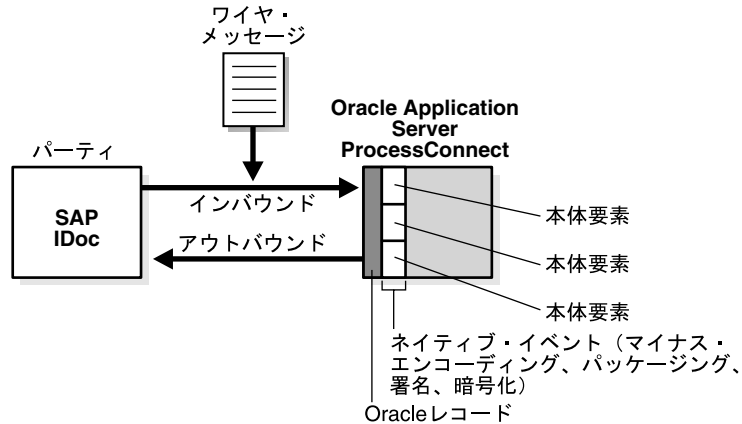 ワイヤ・
メッセージ
Oracle Application
Server
ProcessConnect
パーティ
SAP
IDoc
インバウンド
アウトバウンド
本体要素
本体要素
本体要素
ネイティブ・イベント（マイナス・
エンコーディング、パッケージング、
署名、暗号化）
Oracleレコード